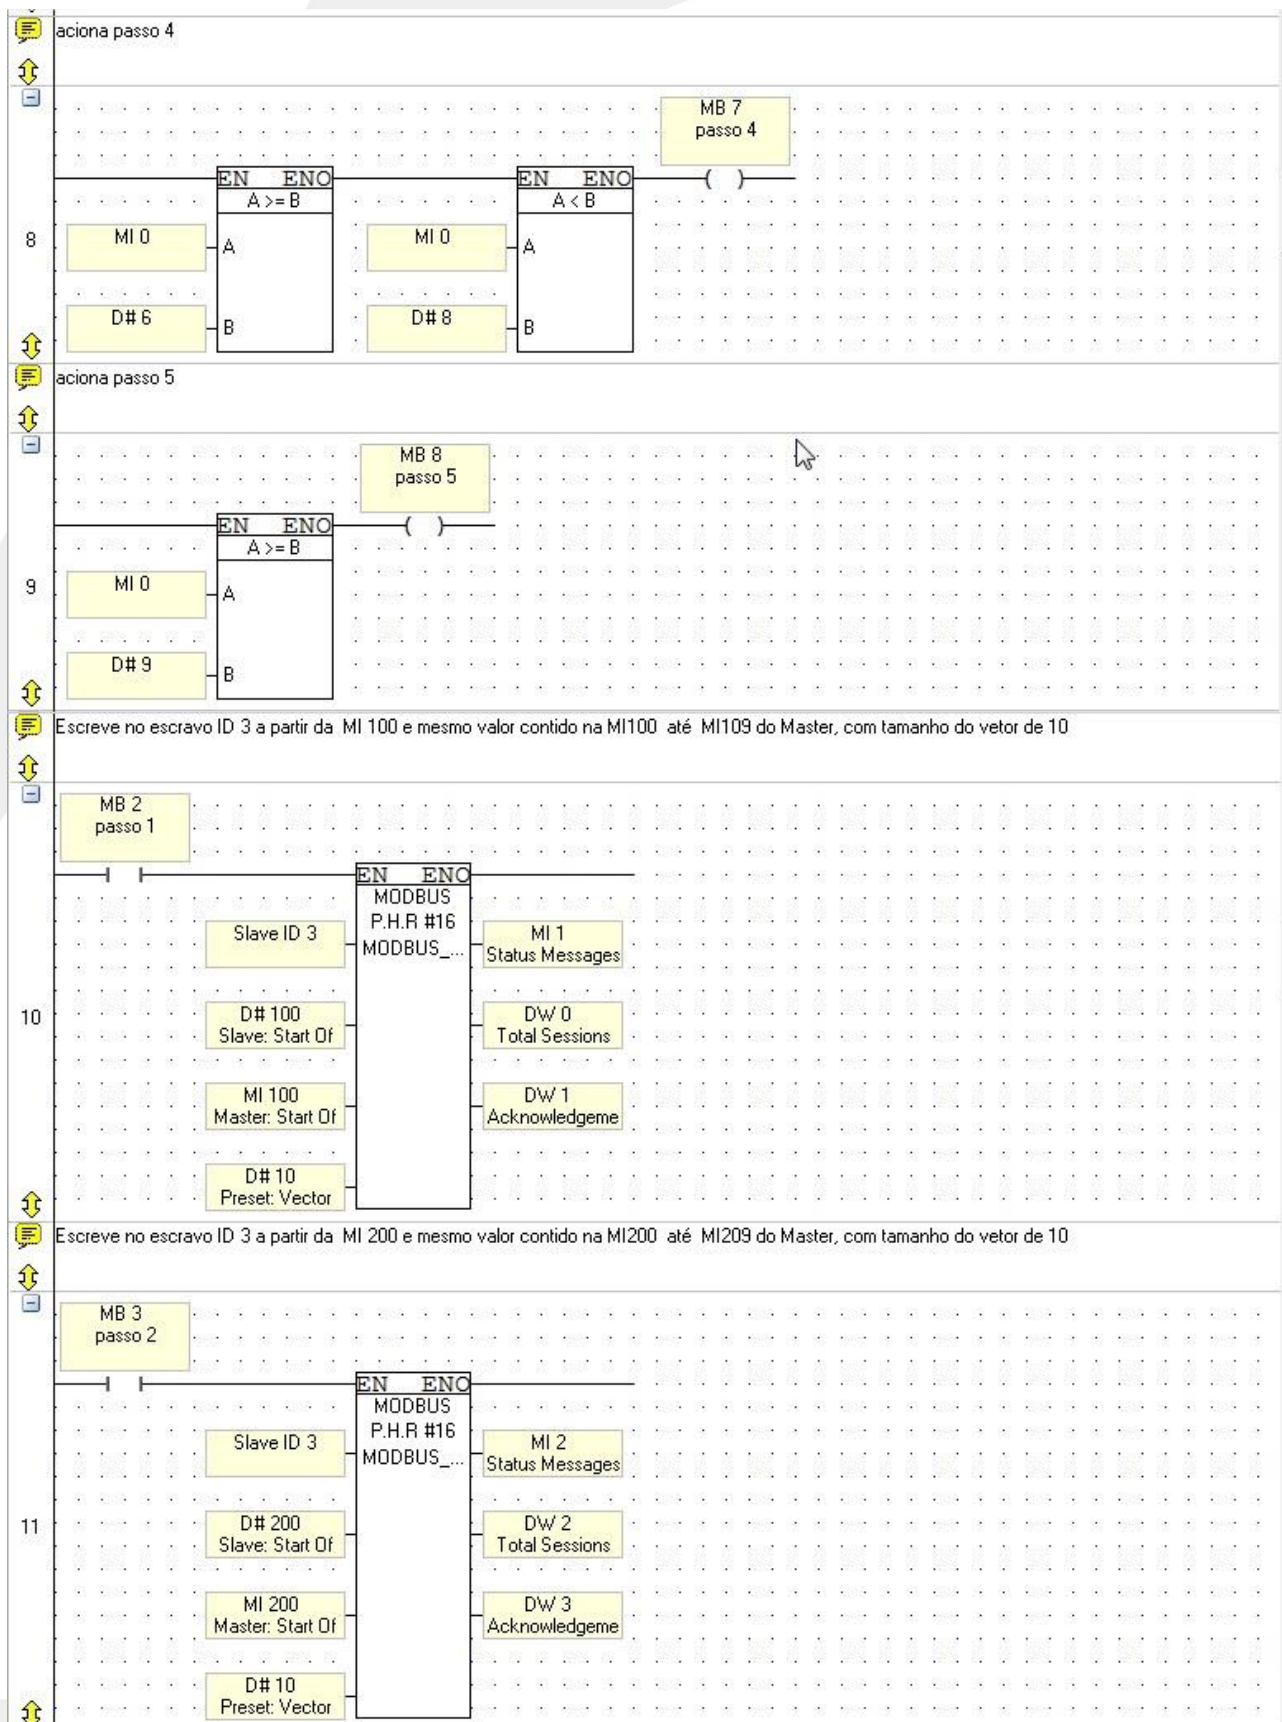 aciona passo 4
MB 7
passo 4
EN ENO
A >= B
EN ENO
A < B
8
MI 0
A
MI 0
A
D# 6
B
D# 8
B
aciona passo 5
MB 8
passo 5
EN ENO
A >= B
9
MI 0
A
D# 9
B
Escreve no escravo ID 3 a partir da MI 100 e mesmo valor contido na MI100 até MI109 do Master, com tamanho do vetor de 10
MB 2
passo 1
EN ENO
MODBUS
P.H.R #16
MODBUS_...
Slave ID 3
MI 1
Status Messages
10
D# 100
Slave: Start Of
DW 0
Total Sessions
MI 100
Master: Start Of
DW 1
Acknowledgeme
D# 10
Preset: Vector
Escreve no escravo ID 3 a partir da MI 200 e mesmo valor contido na MI200 até MI209 do Master, com tamanho do vetor de 10
MB 3
passo 2
EN ENO
MODBUS
P.H.R #16
MODBUS_...
Slave ID 3
MI 2
Status Messages
11
D# 200
Slave: Start Of
DW 2
Total Sessions
MI 200
Master: Start Of
DW 3
Acknowledgeme
D# 10
Preset: Vector